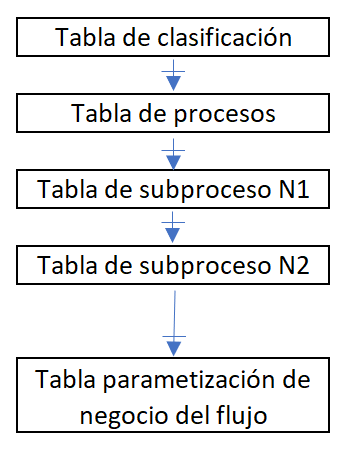 Tabla de clasificación
Tabla de procesos
Tabla de subproceso N1
Tabla de subproceso N2
Tabla parametización de
negocio del flujo